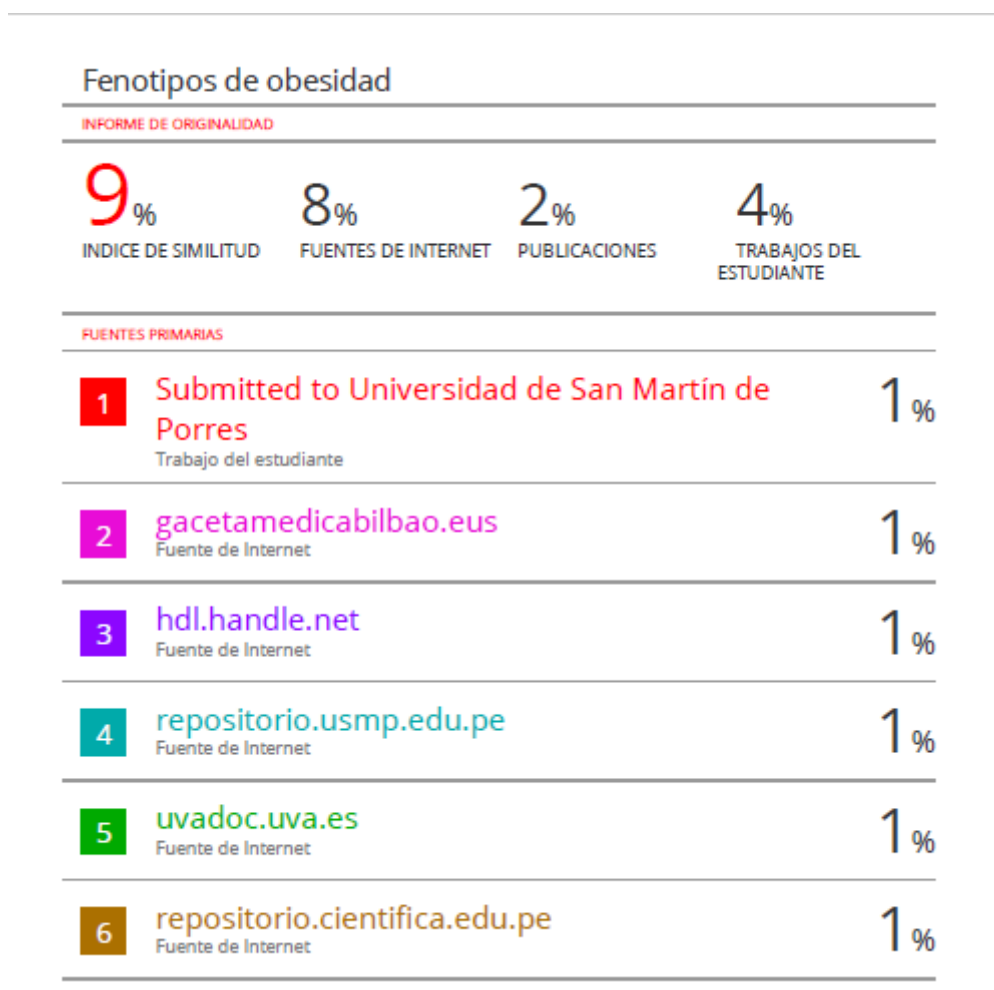 Fenotipos de obesidad
INFORME DE ORIGINALIDAD
9%
8%
2%
4%
INDICE DE SIMILITUD
FUENTES DE INTERNET
PUBLICACIONES
TRABAJOS DEL
ESTUDIANTE
FUENTES PRIMARIAS
1
Submitted to Universidad de San Martín de
Porres
Trabajo del estudiante
1%
2
gacetamedicabilbao.eus
Fuente de Internet
1%
3
hdl.handle.net
Fuente de Internet
1%
4
repositorio.usmp.edu.pe
Fuente de Internet
1%
5
uvadoc.uva.es
Fuente de Internet
1%
6
repositorio.cientifica.edu.pe
Fuente de Internet
1%